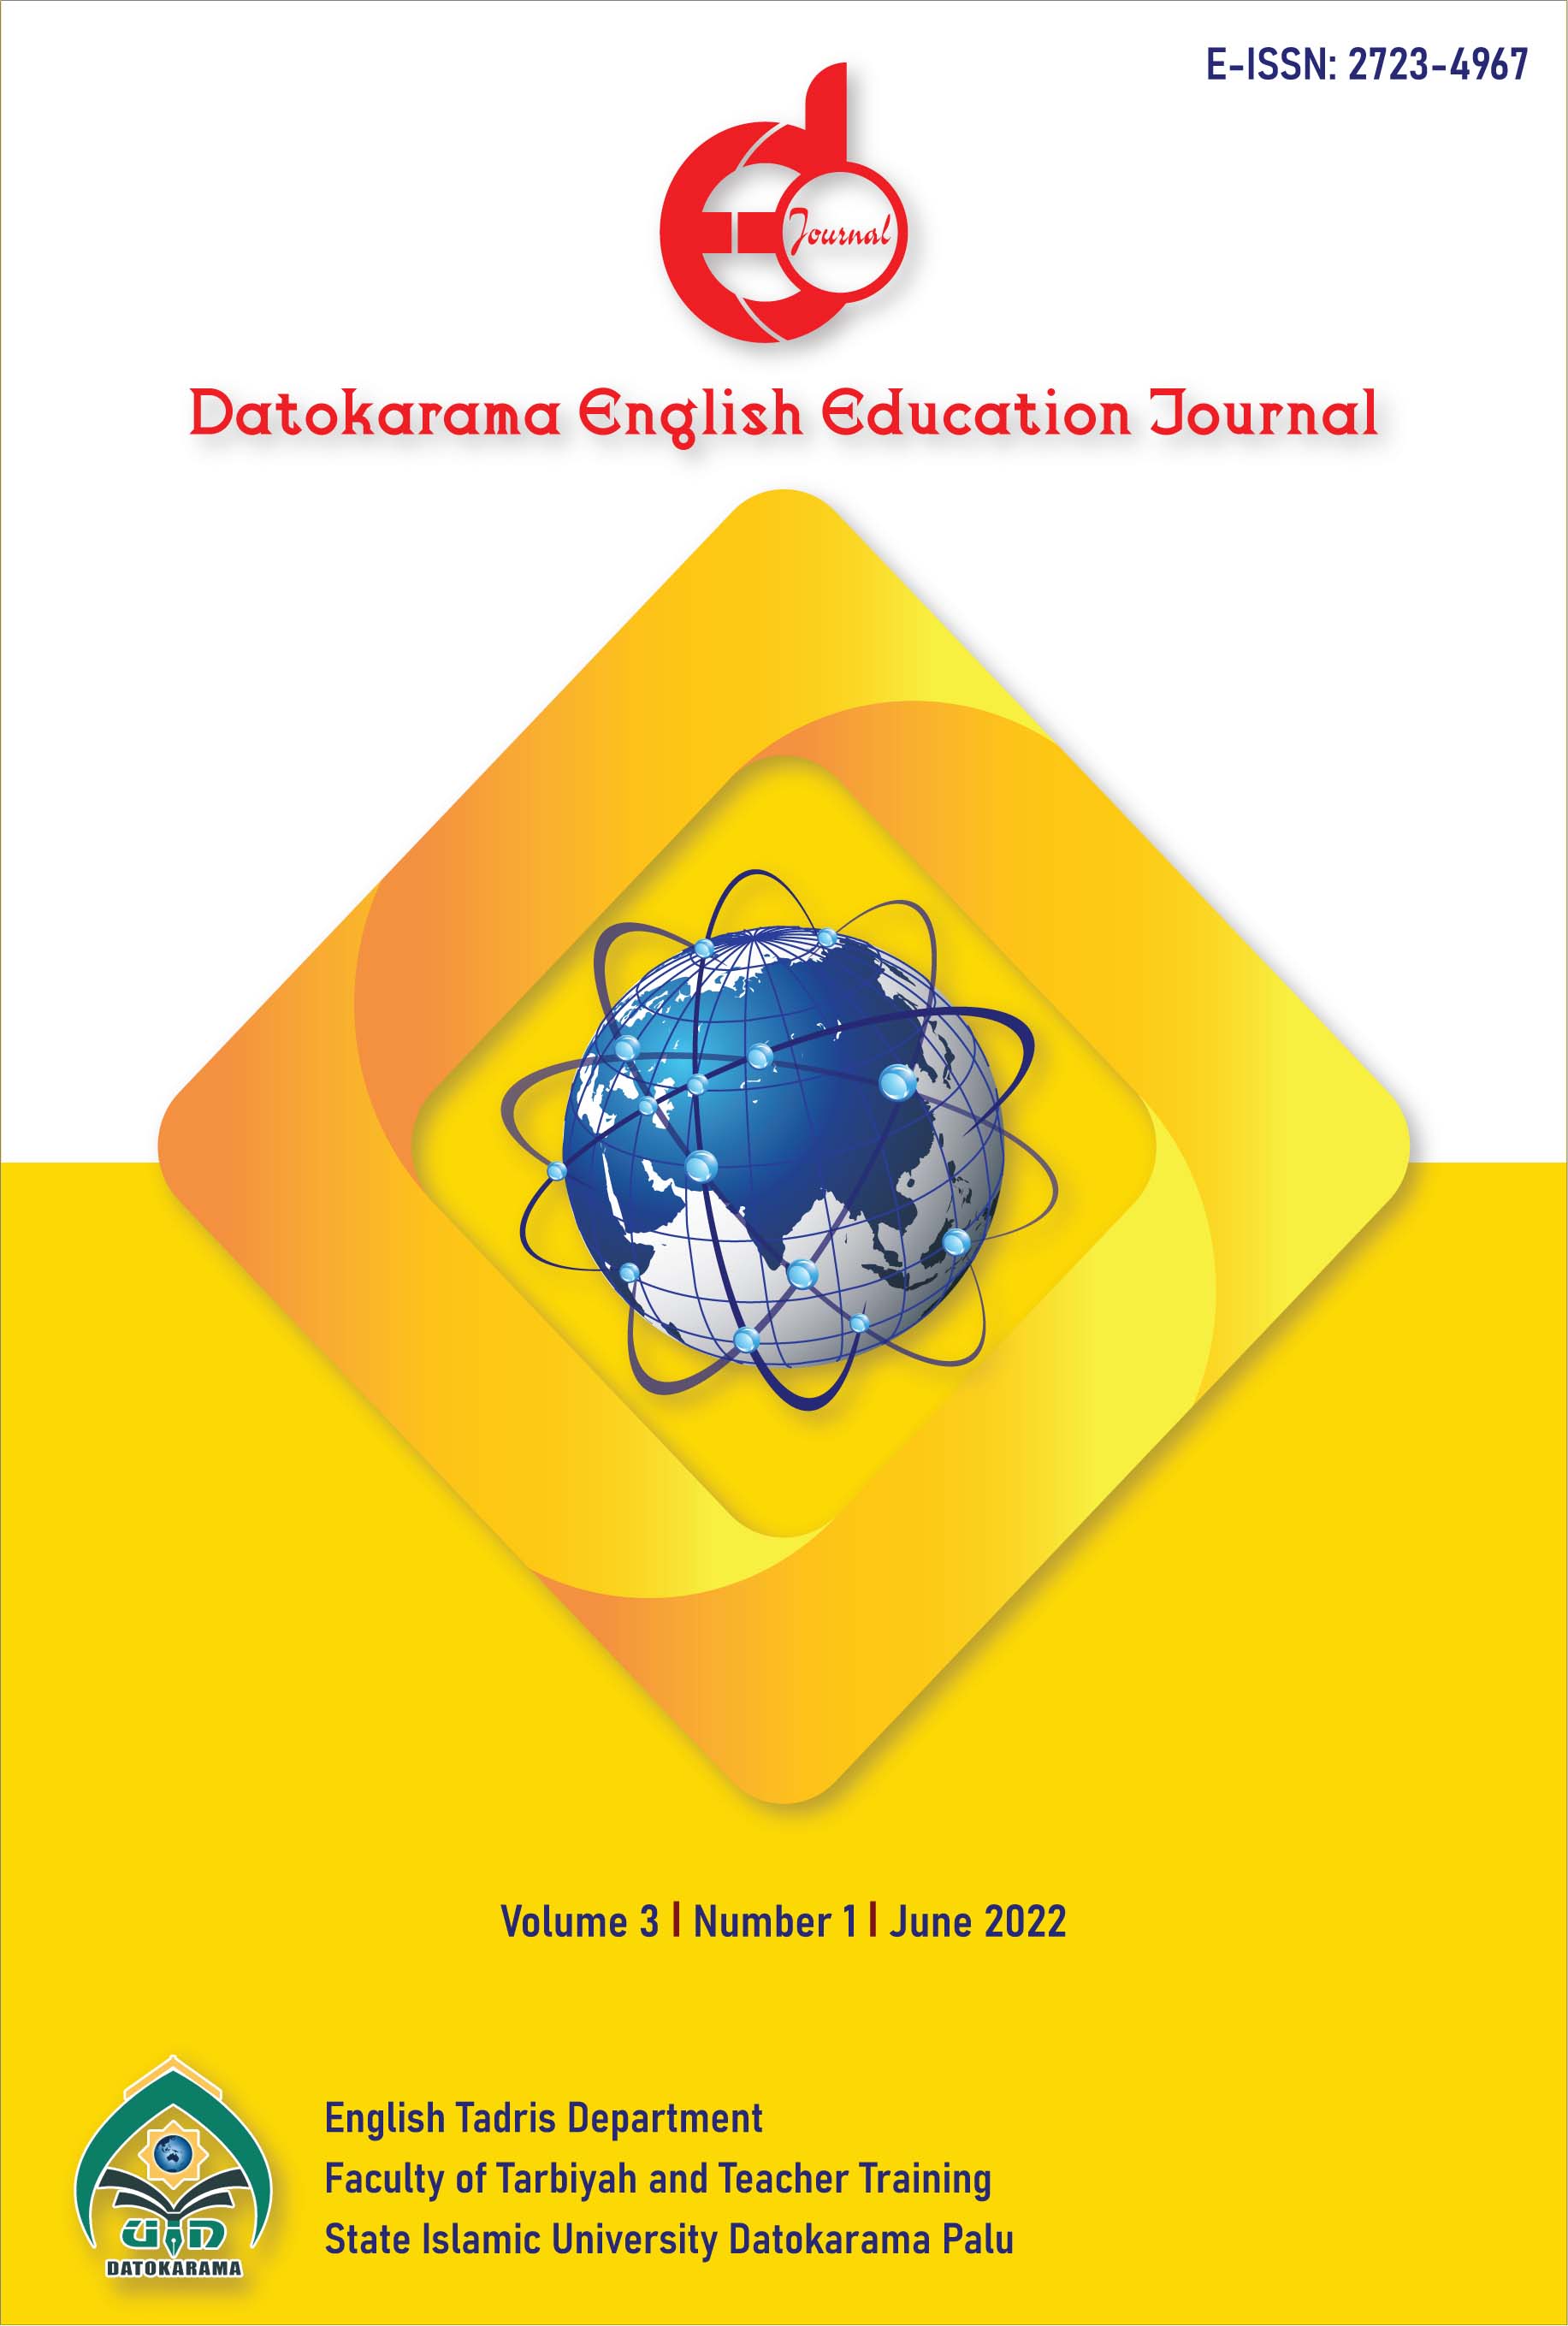 E-ISSN: 2723-4967
Journal
Datokarama English Education Journal
Volume 3 | Number 1 | June 2022
English Tadris Department
Faculty of Tarbiyah and Teacher Training
State Islamic University Datokarama Palu
UIN
DATOKARAMA